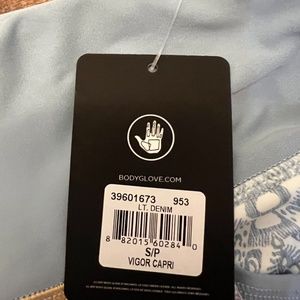 BODYGLOVE.COM
39601673 953
LT. DENIM
8 82015 60284 0
S/P
VIGOR CAPRI